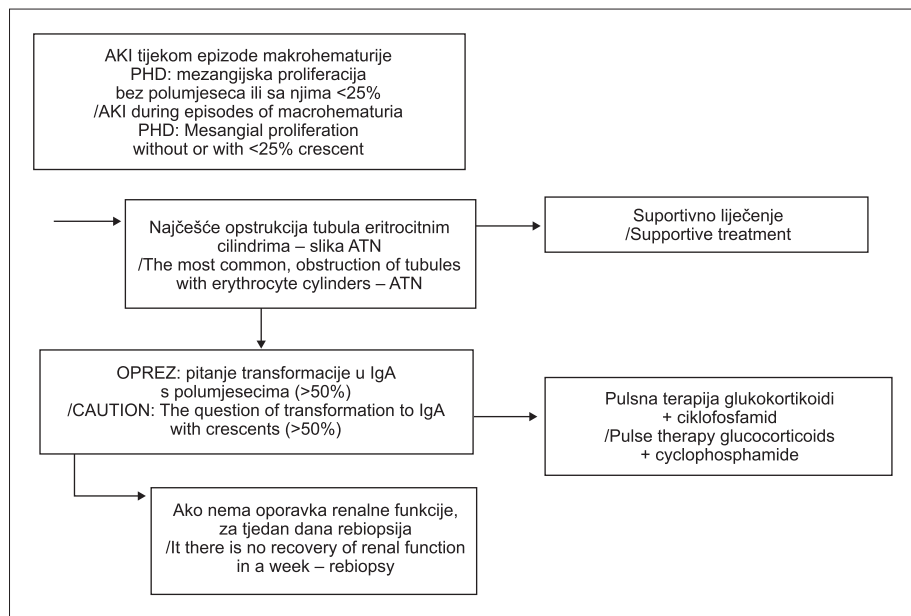 AKI tijekom epizode makrohematurije
PHD: mezangijska proliferacija
bez polumjeseca ili sa njima <25%
/AKI during episodes of macrohematuria
PHD: Mesangial proliferation
without or with <25% crescent
Najčešće opstrukcija tubula eritrocitnim
cilindrima – slika ATN
/The most common, obstruction of tubules
with erythrocyte cylinders – ATN
Suportivno liječenje
/Supportive treatment
OPREZ: pitanje transformacije u IgA
s polumjesecima (>50%)
/CAUTION: The question of transformation to IgA
with crescents (>50%)
Pulsna terapija glukokortikoidi
+ ciklofosfamid
/Pulse therapy glucocorticoids
+ cyclophosphamide
Ako nema oporavka renalne funkcije,
za tjedan dana rebiopsija
/It there is no recovery of renal function
in a week – rebiopsy